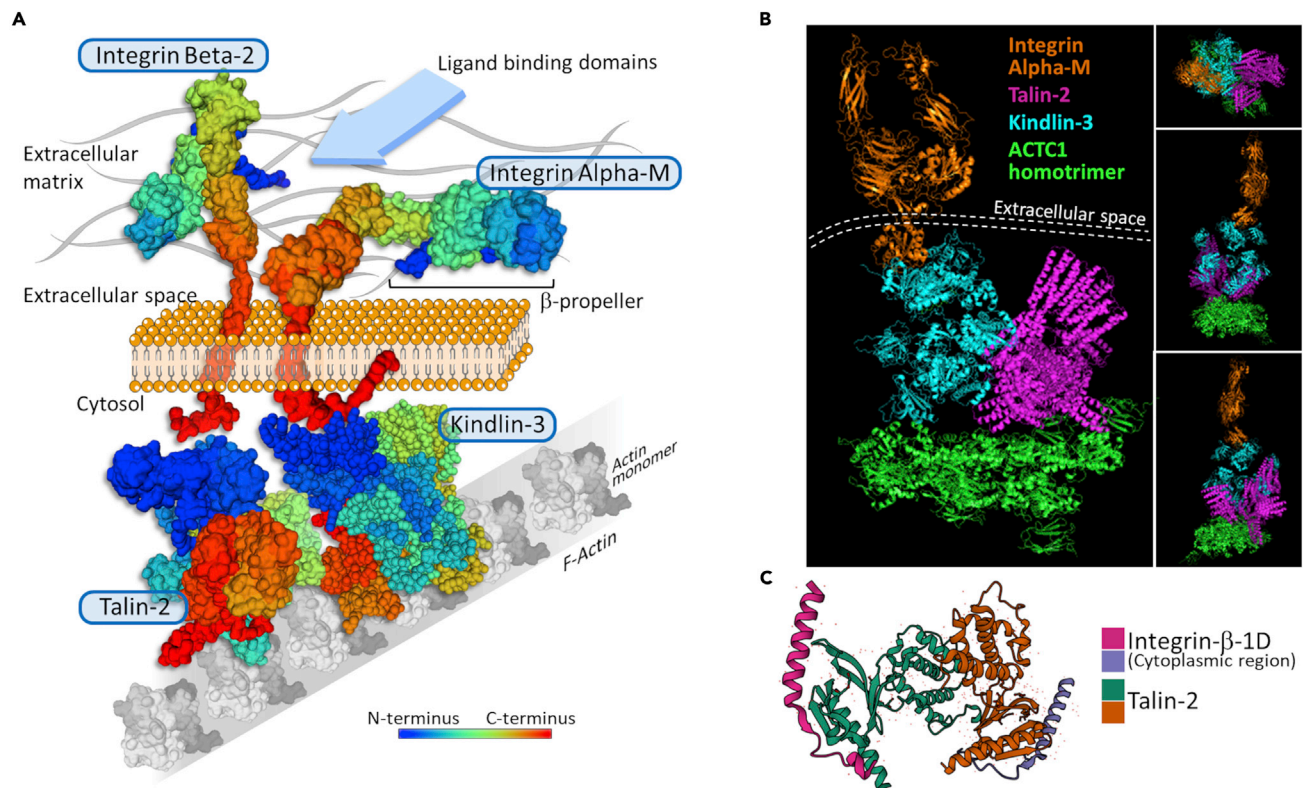 A
Integrin Beta-2
Ligand binding domains
Extracellular
matrix
Integrin Alpha-M
Extracellular space
β-propeller
Cytosol
Kindlin-3
Actin
monomer
F-Actin
Talin-2
N-terminus
C-terminus
B
Integrin
Alpha-M
Talin-2
Kindlin-3
ACTC1
homotrimer
Extracellular space
C
Integrin-β-1D
(Cytoplasmic region)
Talin-2